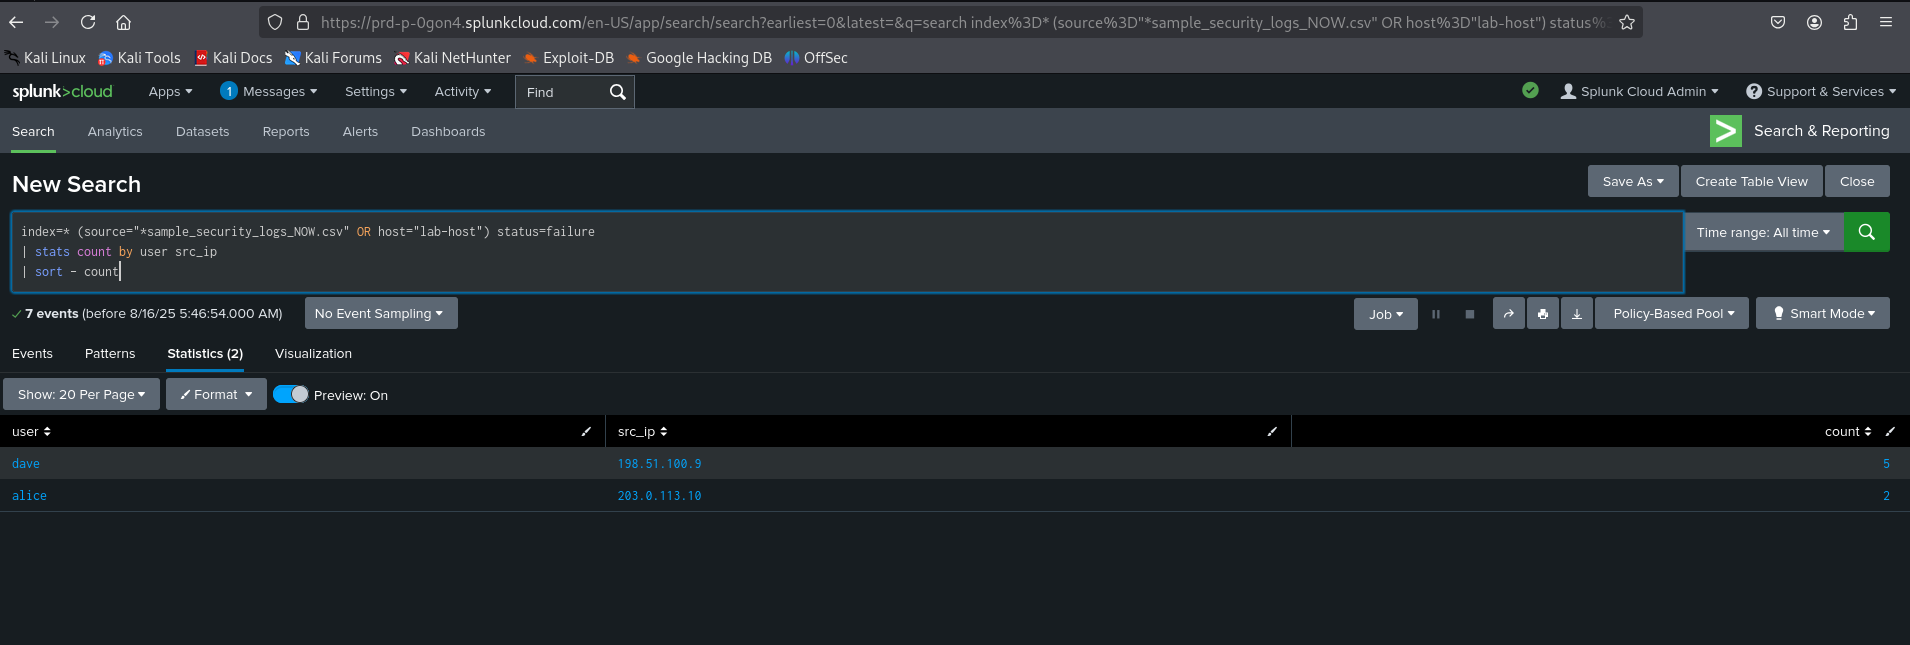 https://prd-p-0gon4.splunkcloud.com/en-US/app/search/search?earliest=0&latest=&q=search index%3D* (source%3D"*sample_security_logs_NOW.csv" OR host%3D"lab-host") status%
Kali Linux Kali Tools Kali Docs Kali Forums Kali NetHunter Exploit-DB Google Hacking DB OffSec
splunk>cloud Apps 1 Messages Settings Activity Find Splunk Cloud Admin ? Support & Services
Search Analytics Datasets Reports Alerts Dashboards > Search & Reporting
New Search Save As Create Table View Close
index=* (source="*sample_security_logs_NOW.csv" OR host="lab-host") status=failure Time range: All time
| stats count by user src_ip
| sort - count
7 events (before 8/16/25 5:46:54.000 AM) No Event Sampling Job Policy-Based Pool Smart Mode
Events Patterns Statistics (2) Visualization
Show: 20 Per Page Format Preview: On
user src_ip count
dave 198.51.100.9 5
alice 203.0.113.10 2